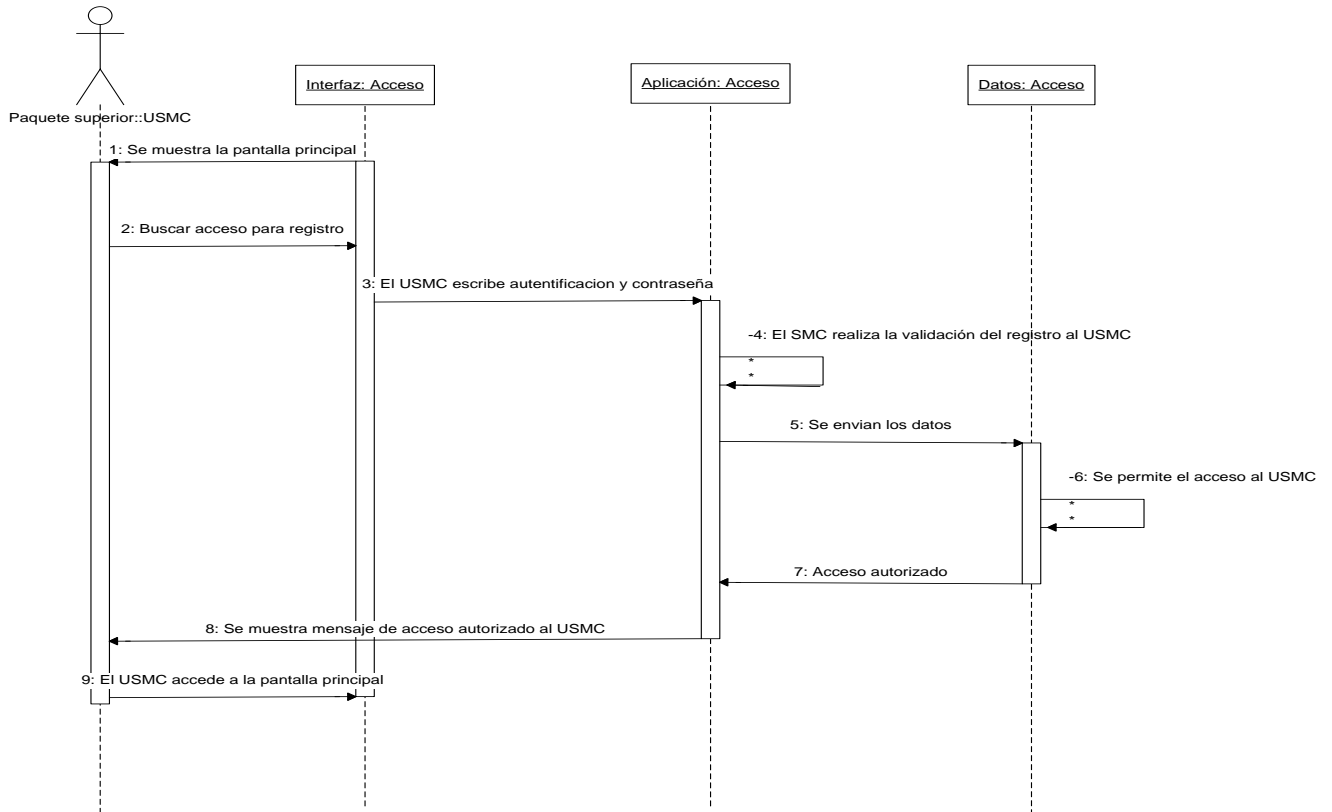 Interfaz: Acceso
Aplicación: Acceso
Datos: Acceso
Paquete superior::USMC
1: Se muestra la pantalla principal
2: Buscar acceso para registro
3: El USMC escribe autentificacion y contraseña
-4: El SMC realiza la validación del registro al USMC
*
*
5: Se envian los datos
-6: Se permite el acceso al USMC
*
*
7: Acceso autorizado
8: Se muestra mensaje de acceso autorizado al USMC
9: El USMC accede a la pantalla principal